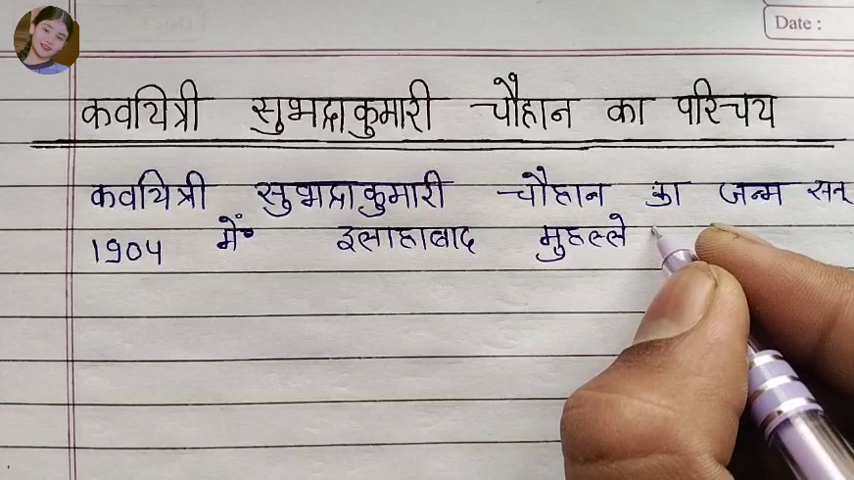 Date :
कवयित्री सुभद्राकुमारी चौहान का परिचय
कवयित्री सुभद्राकुमारी चौहान का जन्म सन्
1904 में इलाहाबाद मुहल्ले